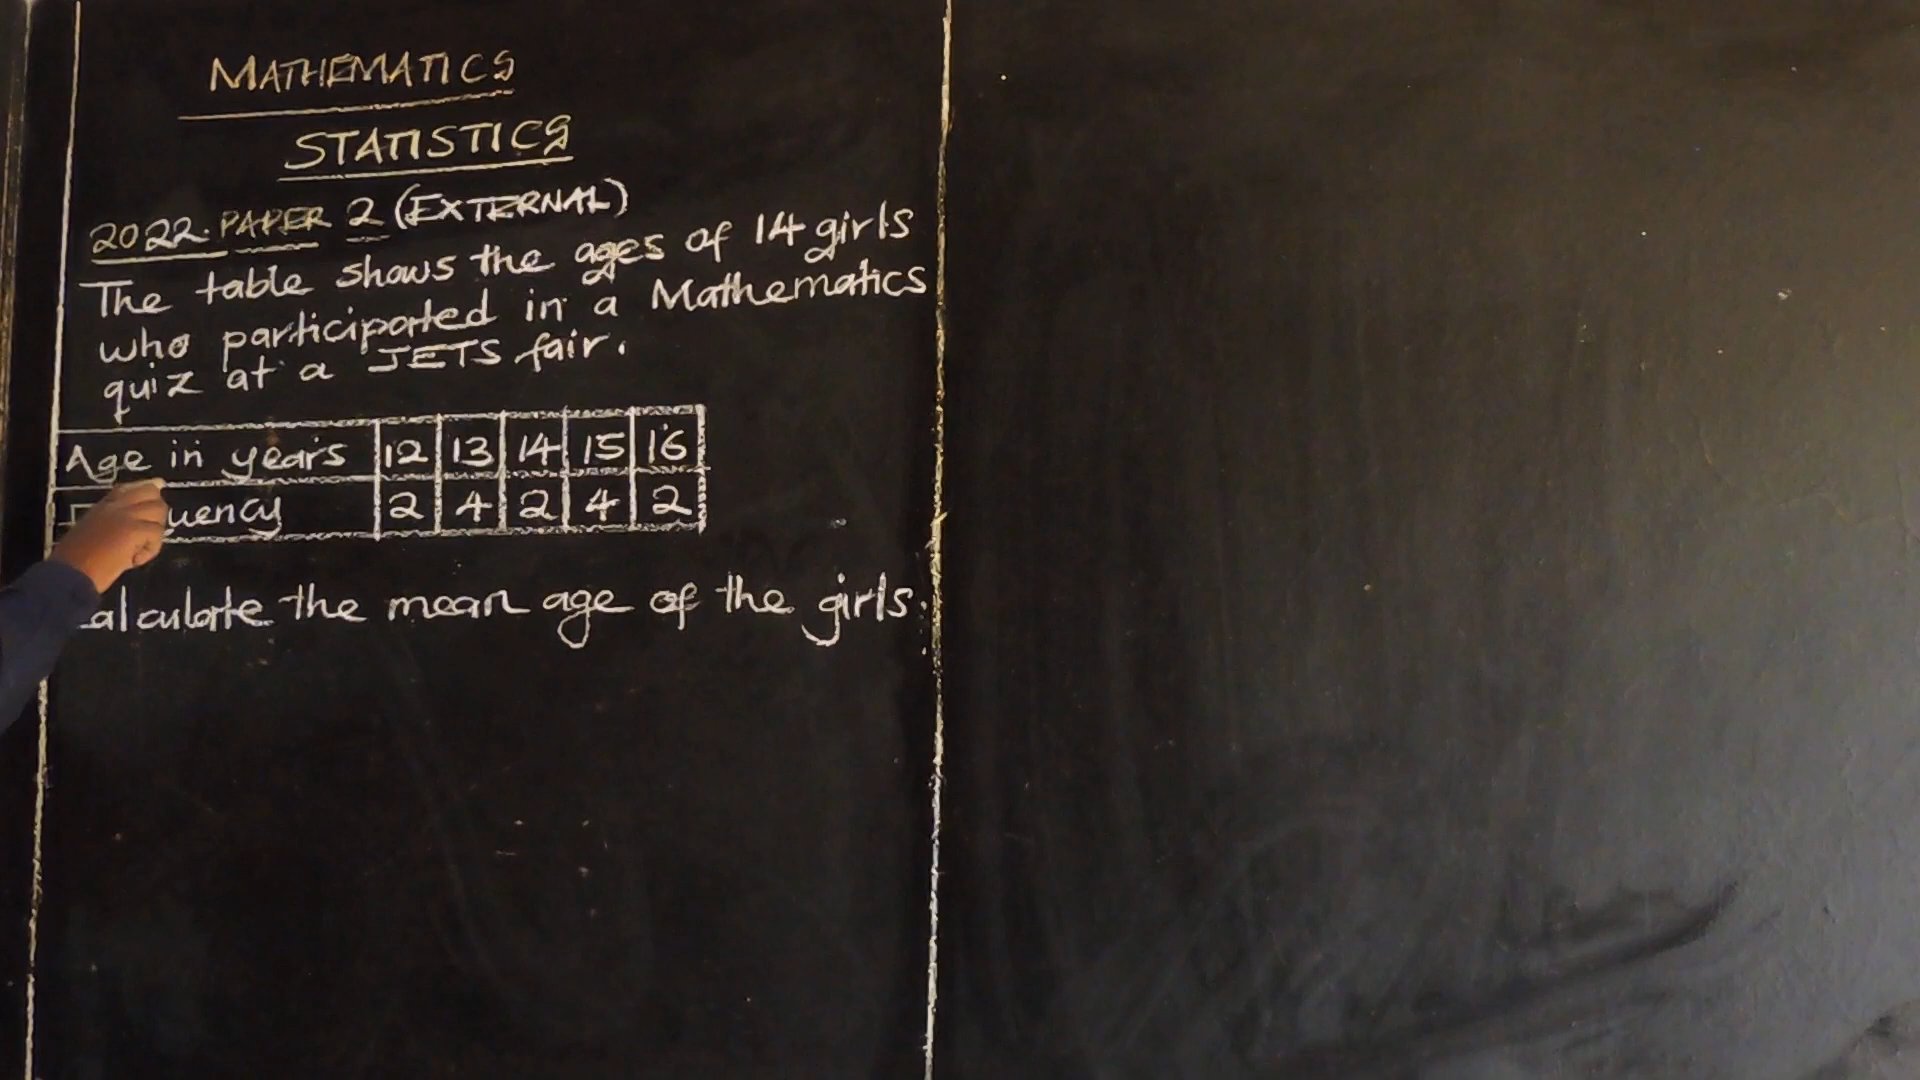 MATHEMATICS
STATISTICS
2022. PAPER 2 (EXTERNAL)
The table shows the ages of 14 girls
who participated in a Mathematics
quiz at a JETS fair.
Age in years 12 13 14 15 16
2 4 2 4 2
the mean age of the girls.